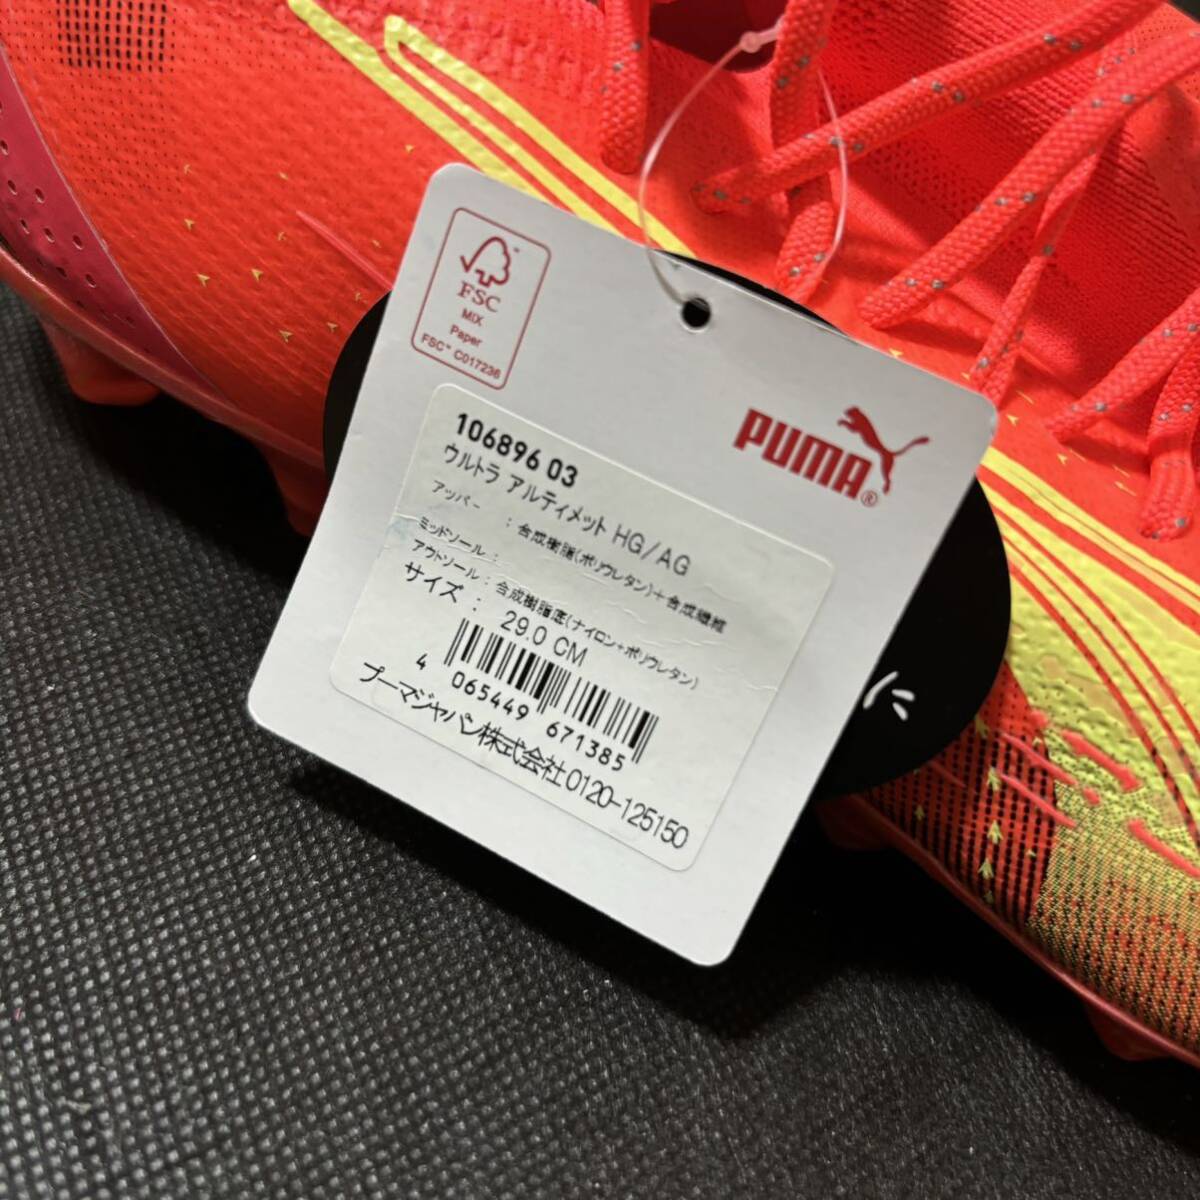 FSC
MIX
Paper
FSC™ C017236
PUMA®
106896 03
ウルトラ アルティメット HG/AG
アッパー : 合成樹脂(ポリウレタン)+合成繊維
ミッドソール :
アウトソール : 合成樹脂底(ナイロン+ポリウレタン)
サイズ : 29.0 CM
4 065449 671385
プーマジャパン株式会社 0120-125150